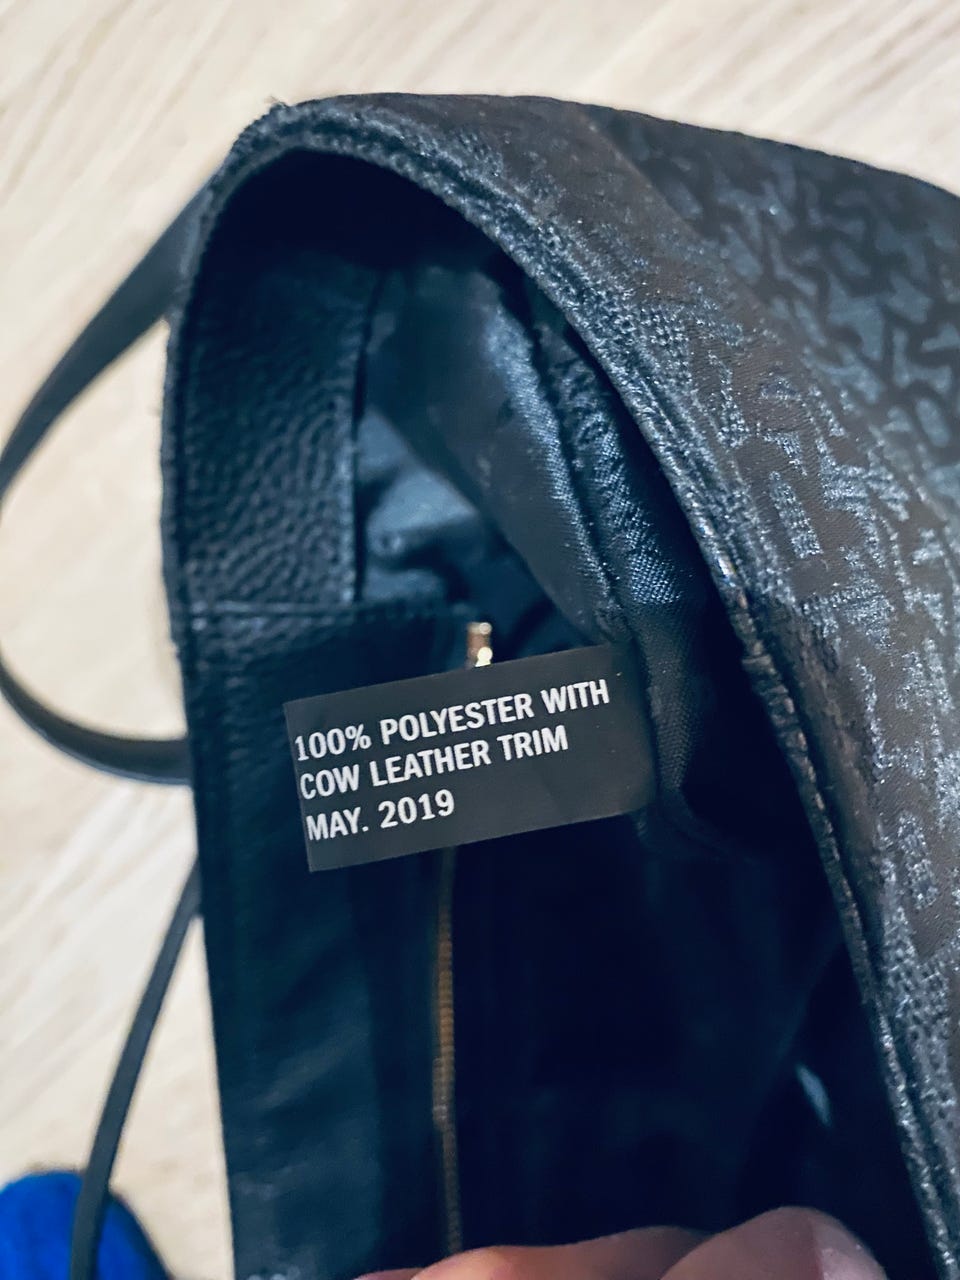 100% POLYESTER WITH
COW LEATHER TRIM
MAY. 2019